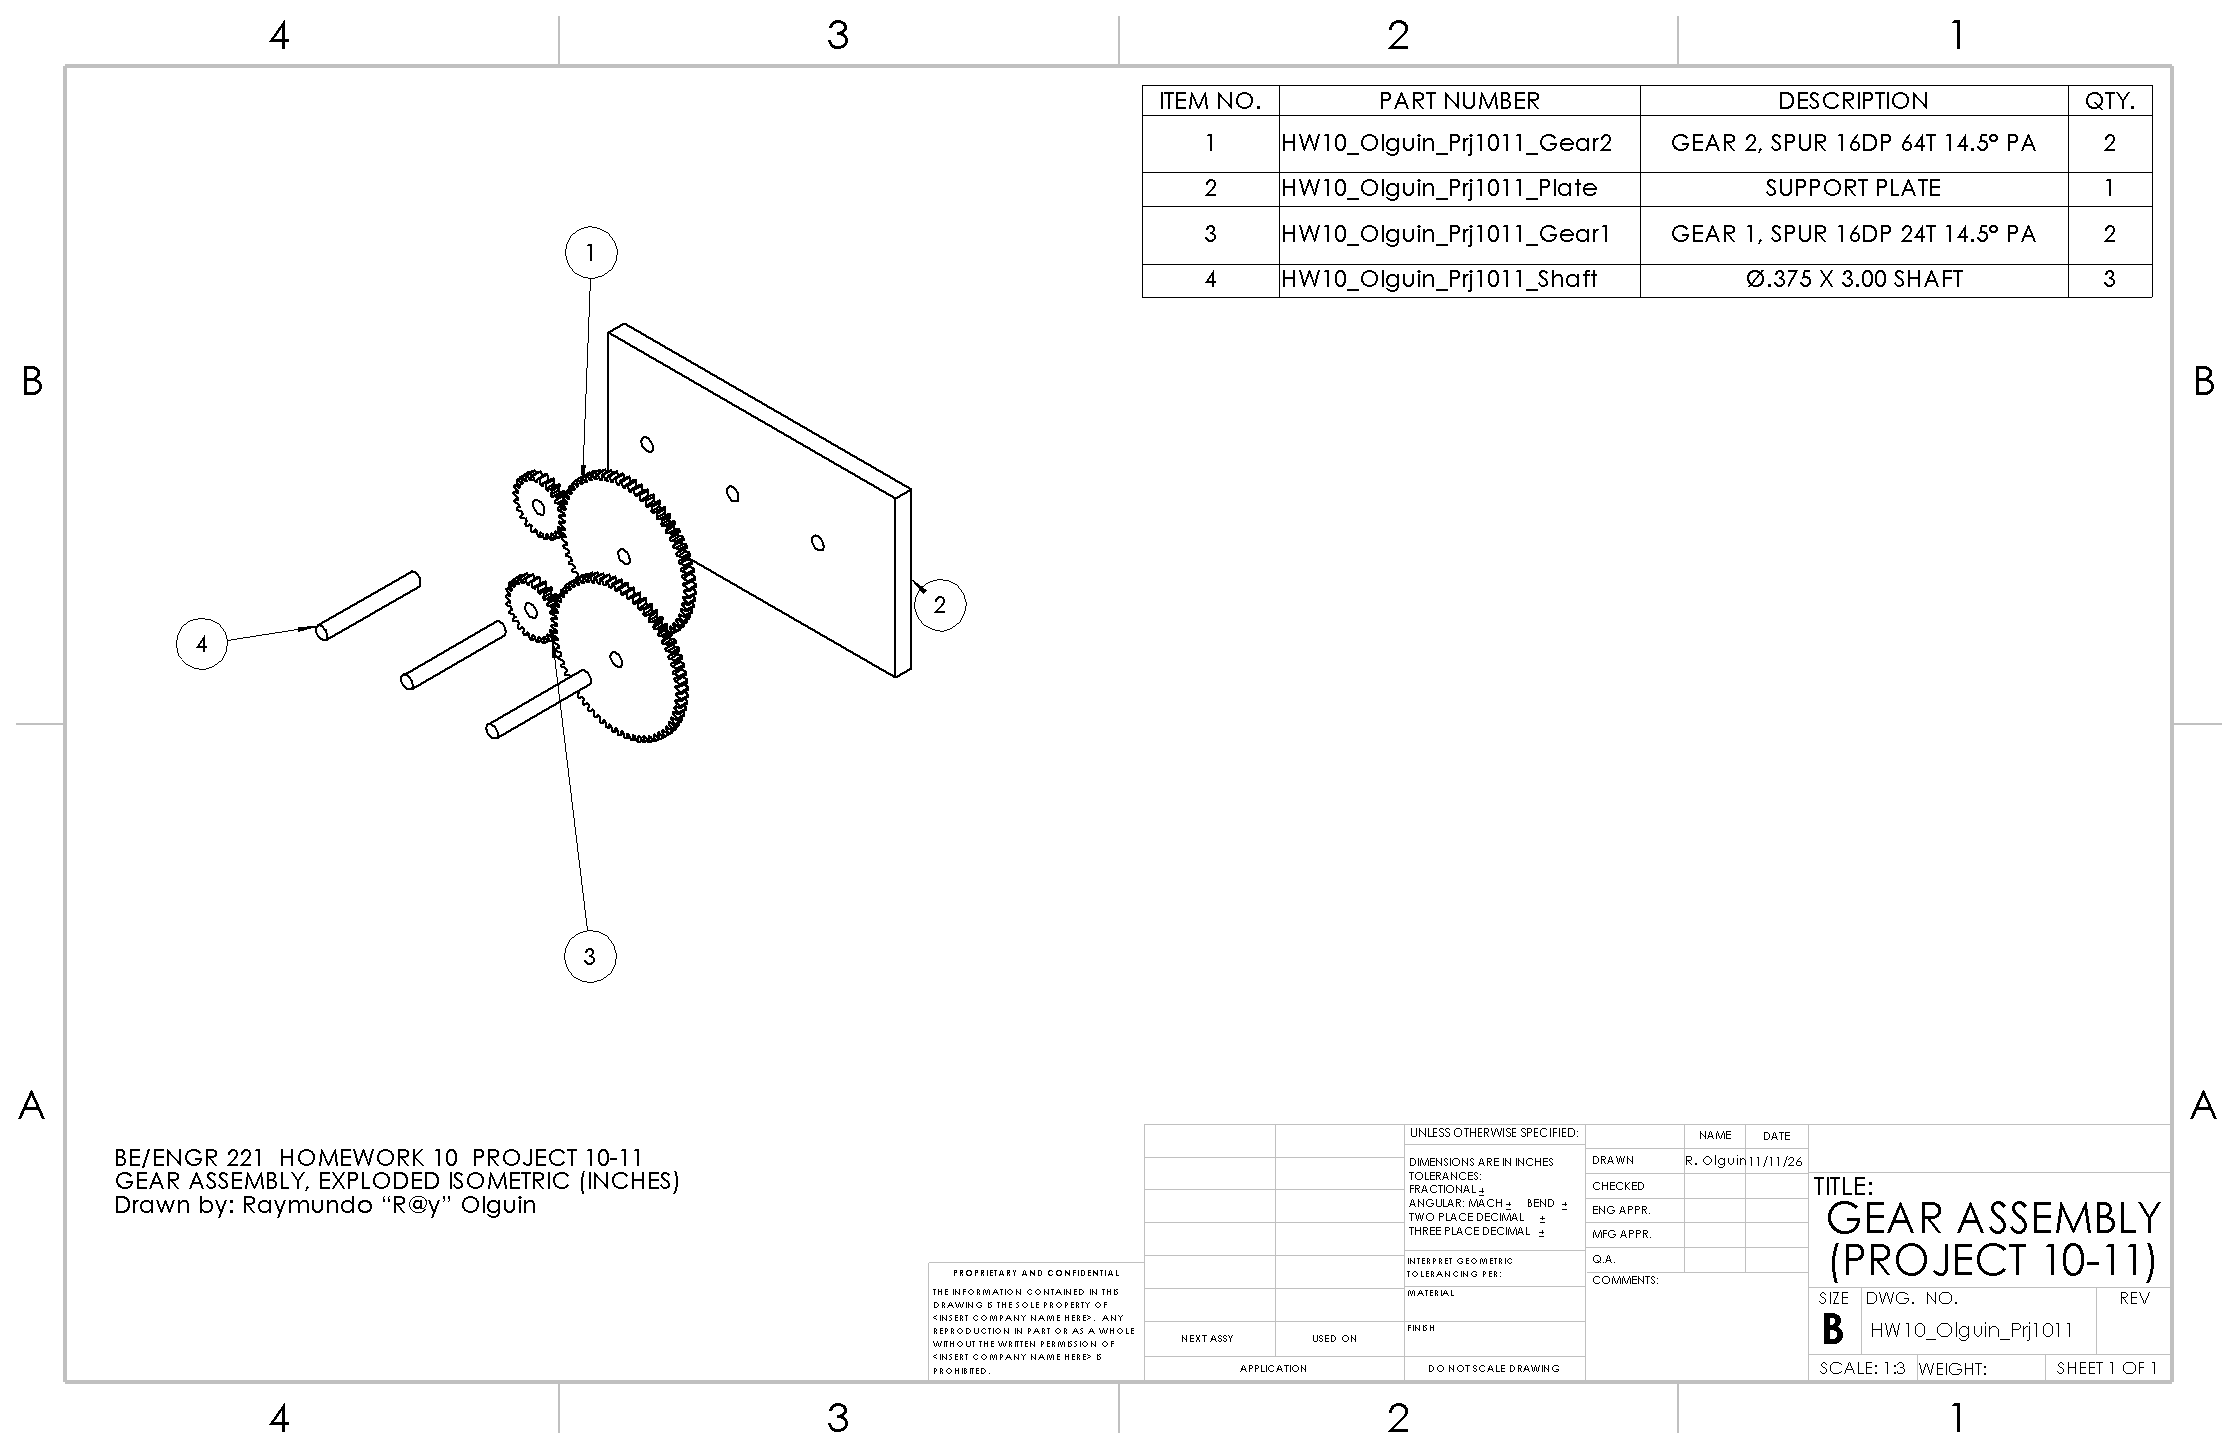 4 3 2 1
ITEM NO. PART NUMBER DESCRIPTION QTY.
1 HW10_Olguin_Prj1011_Gear2 GEAR 2, SPUR 16DP 64T 14.5° PA 2
2 HW10_Olguin_Prj1011_Plate SUPPORT PLATE 1
3 HW10_Olguin_Prj1011_Gear1 GEAR 1, SPUR 16DP 24T 14.5° PA 2
4 HW10_Olguin_Prj1011_Shaft Ø.375 X 3.00 SHAFT 3
1
B B
2
4
3
A A
BE/ENGR 221 HOMEWORK 10 PROJECT 10-11
GEAR ASSEMBLY, EXPLODED ISOMETRIC (INCHES)
Drawn by: Raymundo “R@y” Olguin
PROPRIETARY AND CONFIDENTIAL
THE INFORMATION CONTAINED IN THIS
DRAWING IS THE SOLE PROPERTY OF
<INSERT COMPANY NAME HERE>. ANY
REPRODUCTION IN PART OR AS A WHOLE
WITHOUT THE WRITTEN PERMISSION OF
<INSERT COMPANY NAME HERE> IS
PROHIBITED.
NEXT ASSY USED ON
APPLICATION
UNLESS OTHERWISE SPECIFIED:
DIMENSIONS ARE IN INCHES
TOLERANCES:
FRACTIONAL ±
ANGULAR: MACH ± BEND ±
TWO PLACE DECIMAL ±
THREE PLACE DECIMAL ±
INTERPRET GEOMETRIC
TOLERANCING PER:
MATERIAL
FINISH
DO NOT SCALE DRAWING
NAME DATE
DRAWN R. Olguin 11/11/26
CHECKED
ENG APPR.
MFG APPR.
Q.A.
COMMENTS:
TITLE:
GEAR ASSEMBLY
(PROJECT 10-11)
SIZE DWG. NO. REV
B HW10_Olguin_Prj1011
SCALE: 1:3 WEIGHT: SHEET 1 OF 1
4 3 2 1